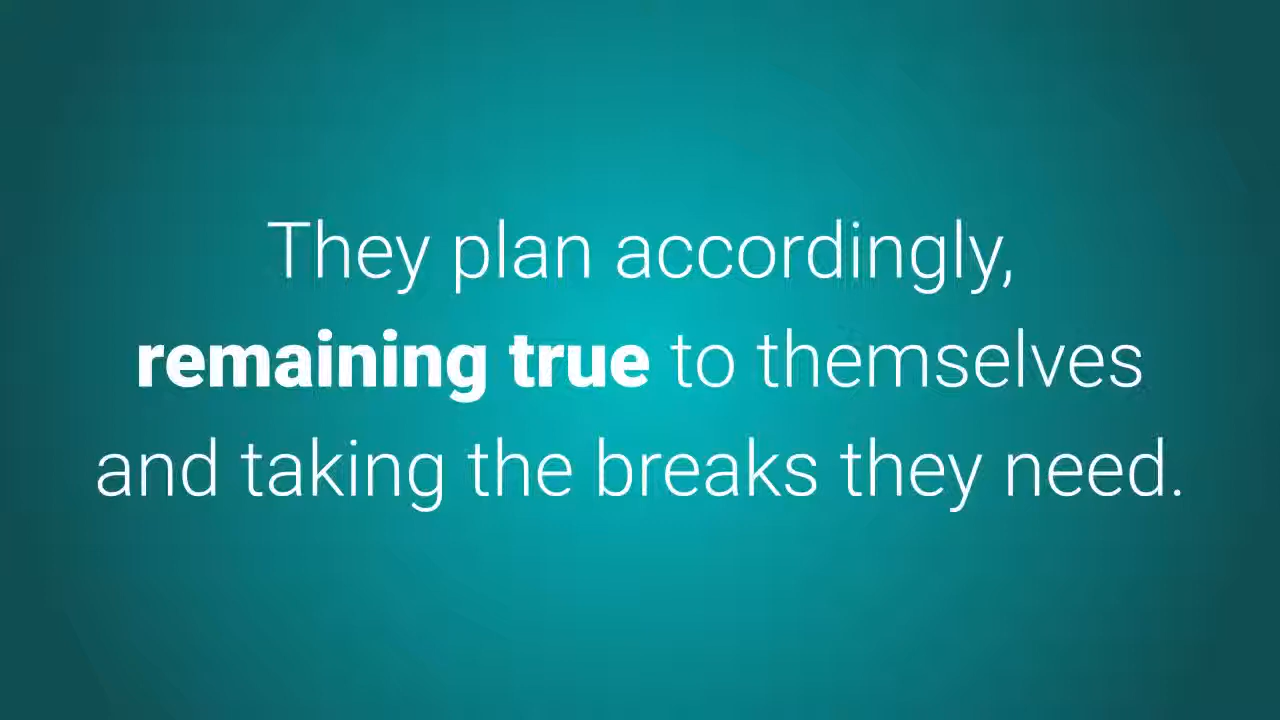 They plan accordingly,
remaining true to themselves
and taking the breaks they need.